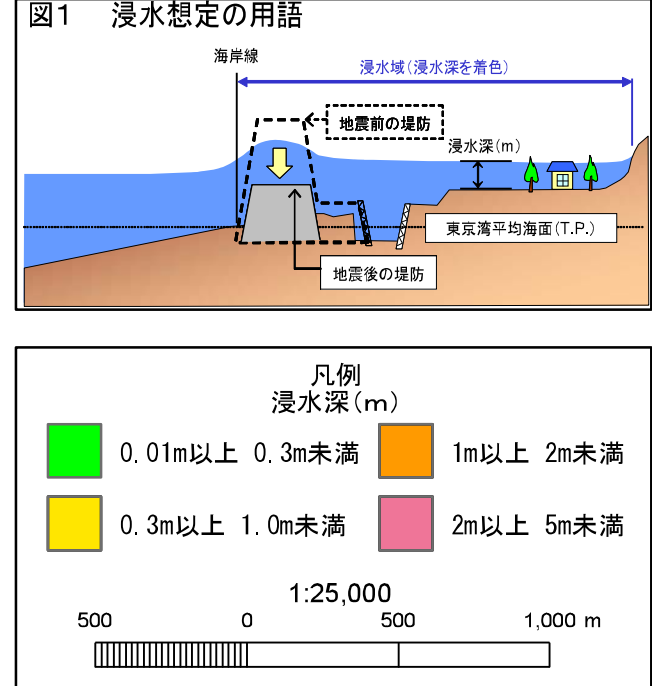 図1 浸水想定の用語
海岸線
浸水域(浸水深を着色)
地震前の堤防
浸水深(m)
東京湾平均海面(T.P.)
地震後の堤防
凡例
浸水深(m)
0.01m以上 0.3m未満
1m以上 2m未満
0.3m以上 1.0m未満
2m以上 5m未満
1:25,000
500 0 500 1,000 m